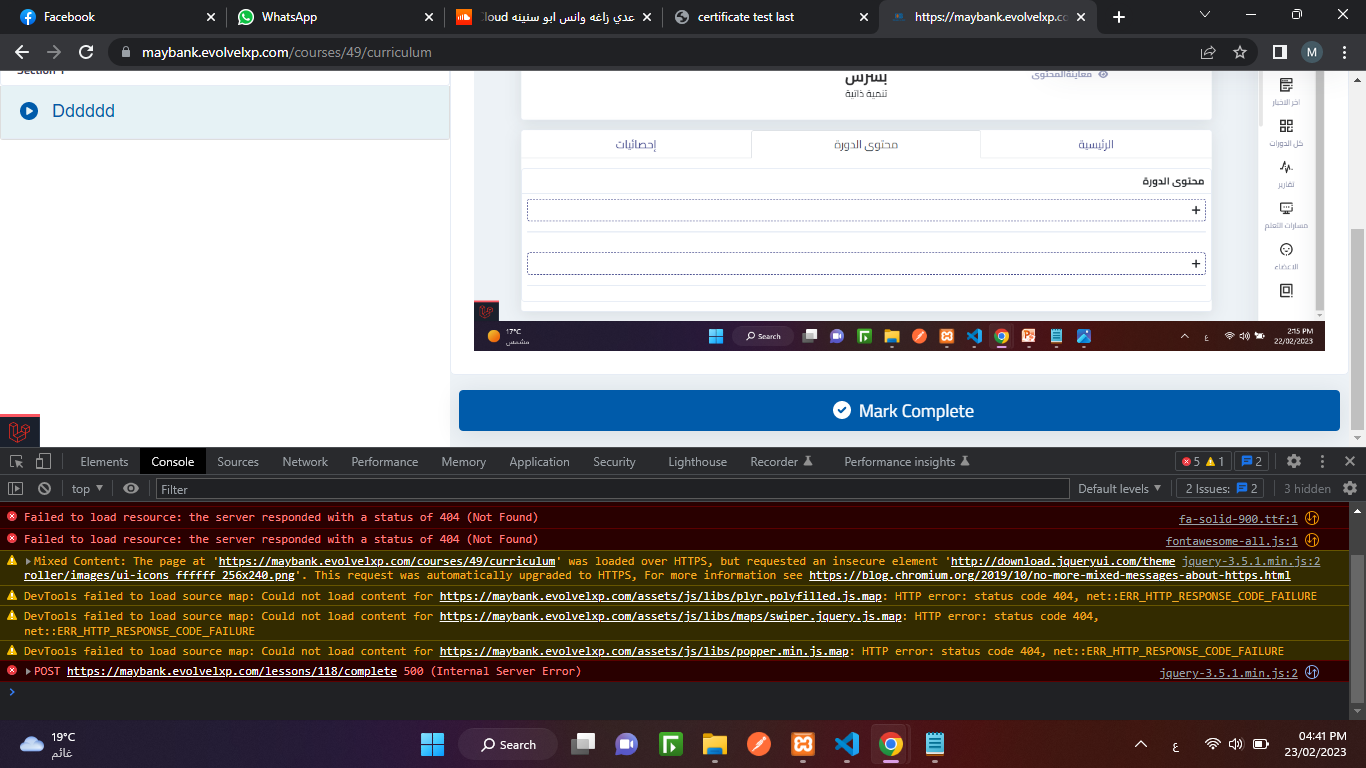 Facebook
WhatsApp
عدي زاغه وانس ابو سنينه Cloud
certificate test last
https://maybank.evolvelxp.co
maybank.evolvelxp.com/courses/49/curriculum
M
Section 1
Dddddd
بسرس
تنمية ذاتية
معاينةالمحتوى
الرئيسية
محتوى الدورة
إحصائيات
محتوى الدورة
+
+
اخر الاخبار
كل الدورات
تقارير
مسارات التعلم
الاعضاء
17°C
مشمس
Search
ع
2:15 PM
22/02/2023
Mark Complete
Elements Console Sources Network Performance Memory Application Security Lighthouse Recorder Performance insights 5 1 2
top Filter Default levels 2 Issues: 2 3 hidden
Failed to load resource: the server responded with a status of 404 (Not Found) fa-solid-900.ttf:1
Failed to load resource: the server responded with a status of 404 (Not Found) fontawesome-all.js:1
Mixed Content: The page at 'https://maybank.evolvelxp.com/courses/49/curriculum' was loaded over HTTPS, but requested an insecure element 'http://download.jqueryui.com/theme jquery-3.5.1.min.js:2
roller/images/ui-icons_ffffff_256x240.png'. This request was automatically upgraded to HTTPS, For more information see https://blog.chromium.org/2019/10/no-more-mixed-messages-about-https.html
DevTools failed to load source map: Could not load content for https://maybank.evolvelxp.com/assets/js/libs/plyr.polyfilled.js.map: HTTP error: status code 404, net::ERR_HTTP_RESPONSE_CODE_FAILURE
DevTools failed to load source map: Could not load content for https://maybank.evolvelxp.com/assets/js/libs/maps/swiper.jquery.js.map: HTTP error: status code 404,
net::ERR_HTTP_RESPONSE_CODE_FAILURE
DevTools failed to load source map: Could not load content for https://maybank.evolvelxp.com/assets/js/libs/popper.min.js.map: HTTP error: status code 404, net::ERR_HTTP_RESPONSE_CODE_FAILURE
POST https://maybank.evolvelxp.com/lessons/118/complete 500 (Internal Server Error) jquery-3.5.1.min.js:2
19°C
غائم
Search
ع
04:41 PM
23/02/2023